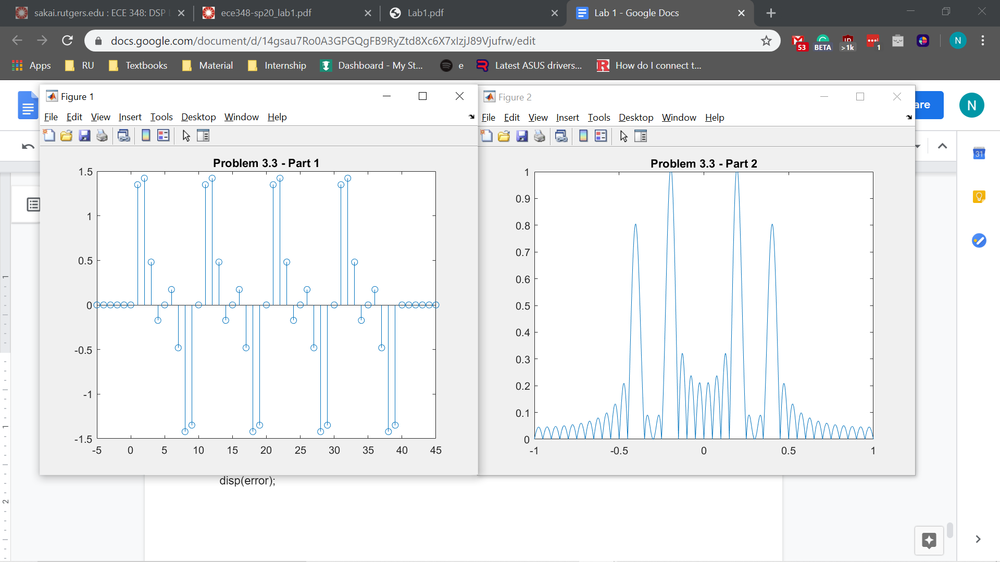 sakai.rutgers.edu : ECE 348: DSP
ece348-sp20_lab1.pdf
Lab1.pdf
Lab 1 - Google Docs
docs.google.com/document/d/14gsau7Ro0A3GPGQgFB9RyZtd8Xc6X7xIzjJ89Vjufrw/edit
53
BETA
>1k
1
N
Apps
RU
Textbooks
Material
Internship
Dashboard - My St...
e
Latest ASUS drivers...
How do I connect t...
Figure 1
File Edit View Insert Tools Desktop Window Help
Problem 3.3 - Part 1
1.5
1
0.5
0
-0.5
-1
-1.5
-5 0 5 10 15 20 25 30 35 40 45
Figure 2
File Edit View Insert Tools Desktop Window Help
Problem 3.3 - Part 2
1
0.9
0.8
0.7
0.6
0.5
0.4
0.3
0.2
0.1
0
-1 -0.5 0 0.5 1
are
N
31
1
1
2
disp(error);